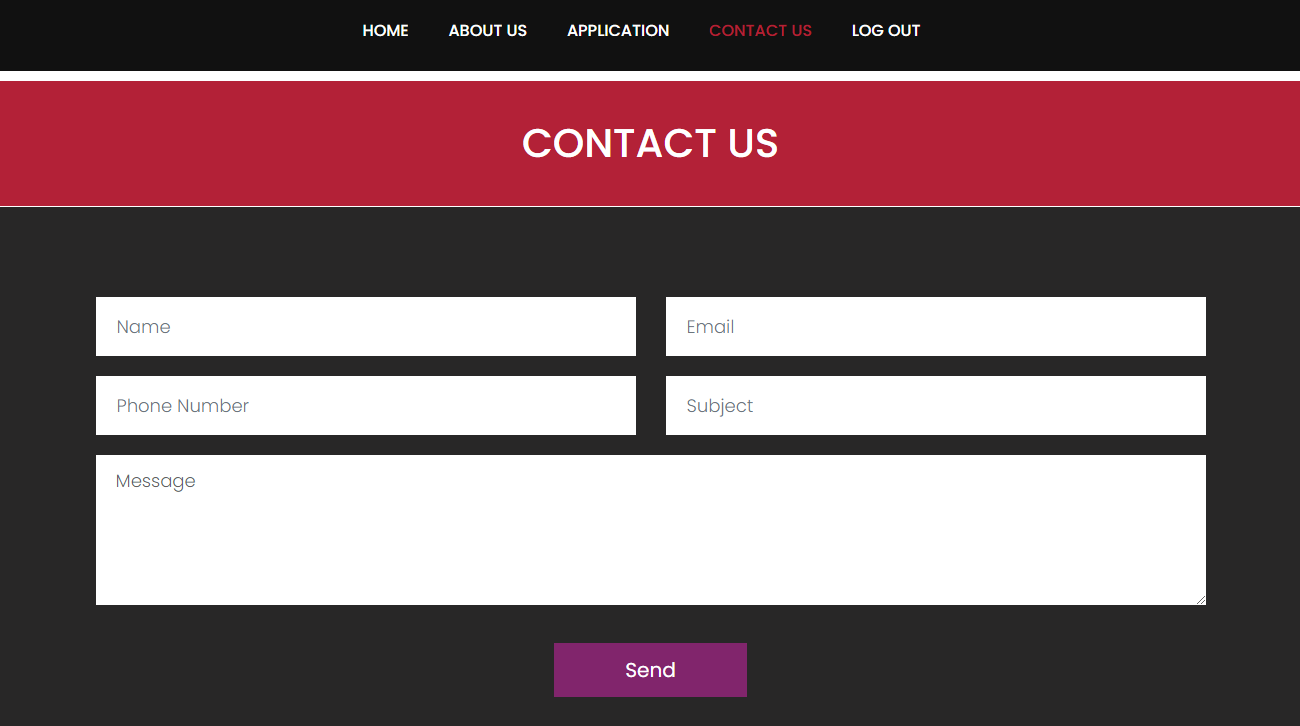 HOME ABOUT US APPLICATION CONTACT US LOG OUT
CONTACT US
Name Email
Phone Number Subject
Message
Send